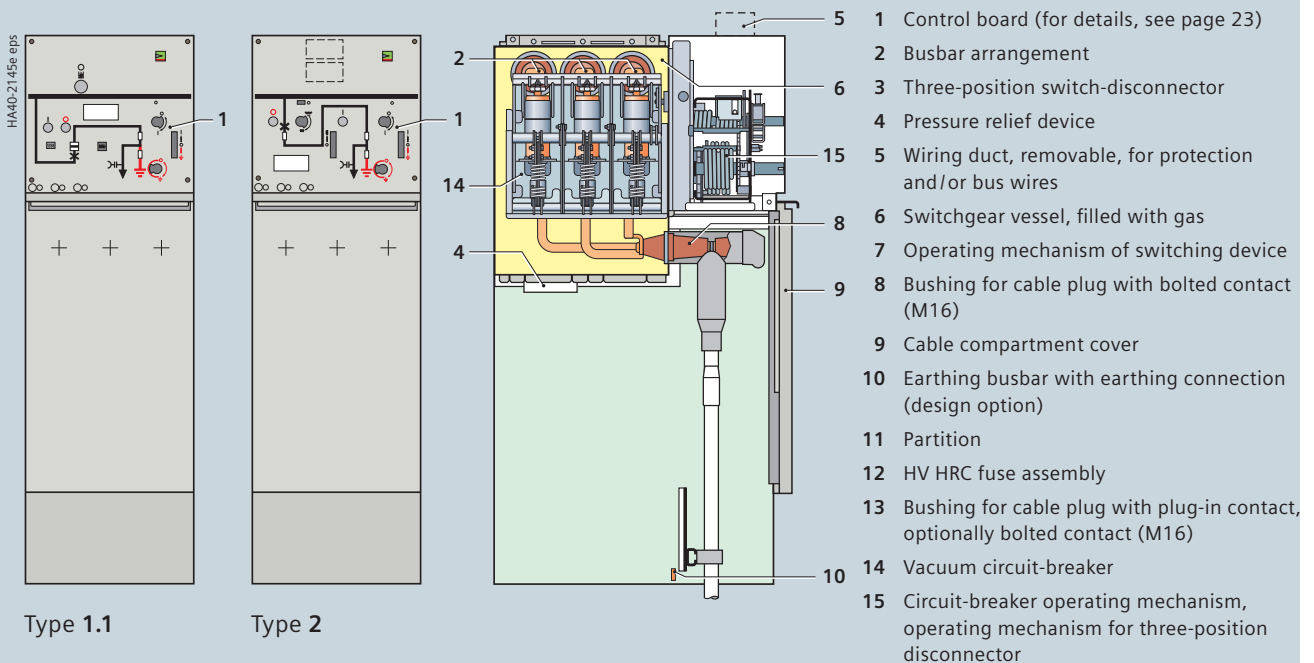 HA40-2145e eps
1
1
Type 1.1
Type 2
2
14
4
5
6
15
8
9
10
1 Control board (for details, see page 23)
2 Busbar arrangement
3 Three-position switch-disconnector
4 Pressure relief device
5 Wiring duct, removable, for protection
and/or bus wires
6 Switchgear vessel, filled with gas
7 Operating mechanism of switching device
8 Bushing for cable plug with bolted contact
(M16)
9 Cable compartment cover
10 Earthing busbar with earthing connection
(design option)
11 Partition
12 HV HRC fuse assembly
13 Bushing for cable plug with plug-in contact,
optionally bolted contact (M16)
14 Vacuum circuit-breaker
15 Circuit-breaker operating mechanism,
operating mechanism for three-position
disconnector